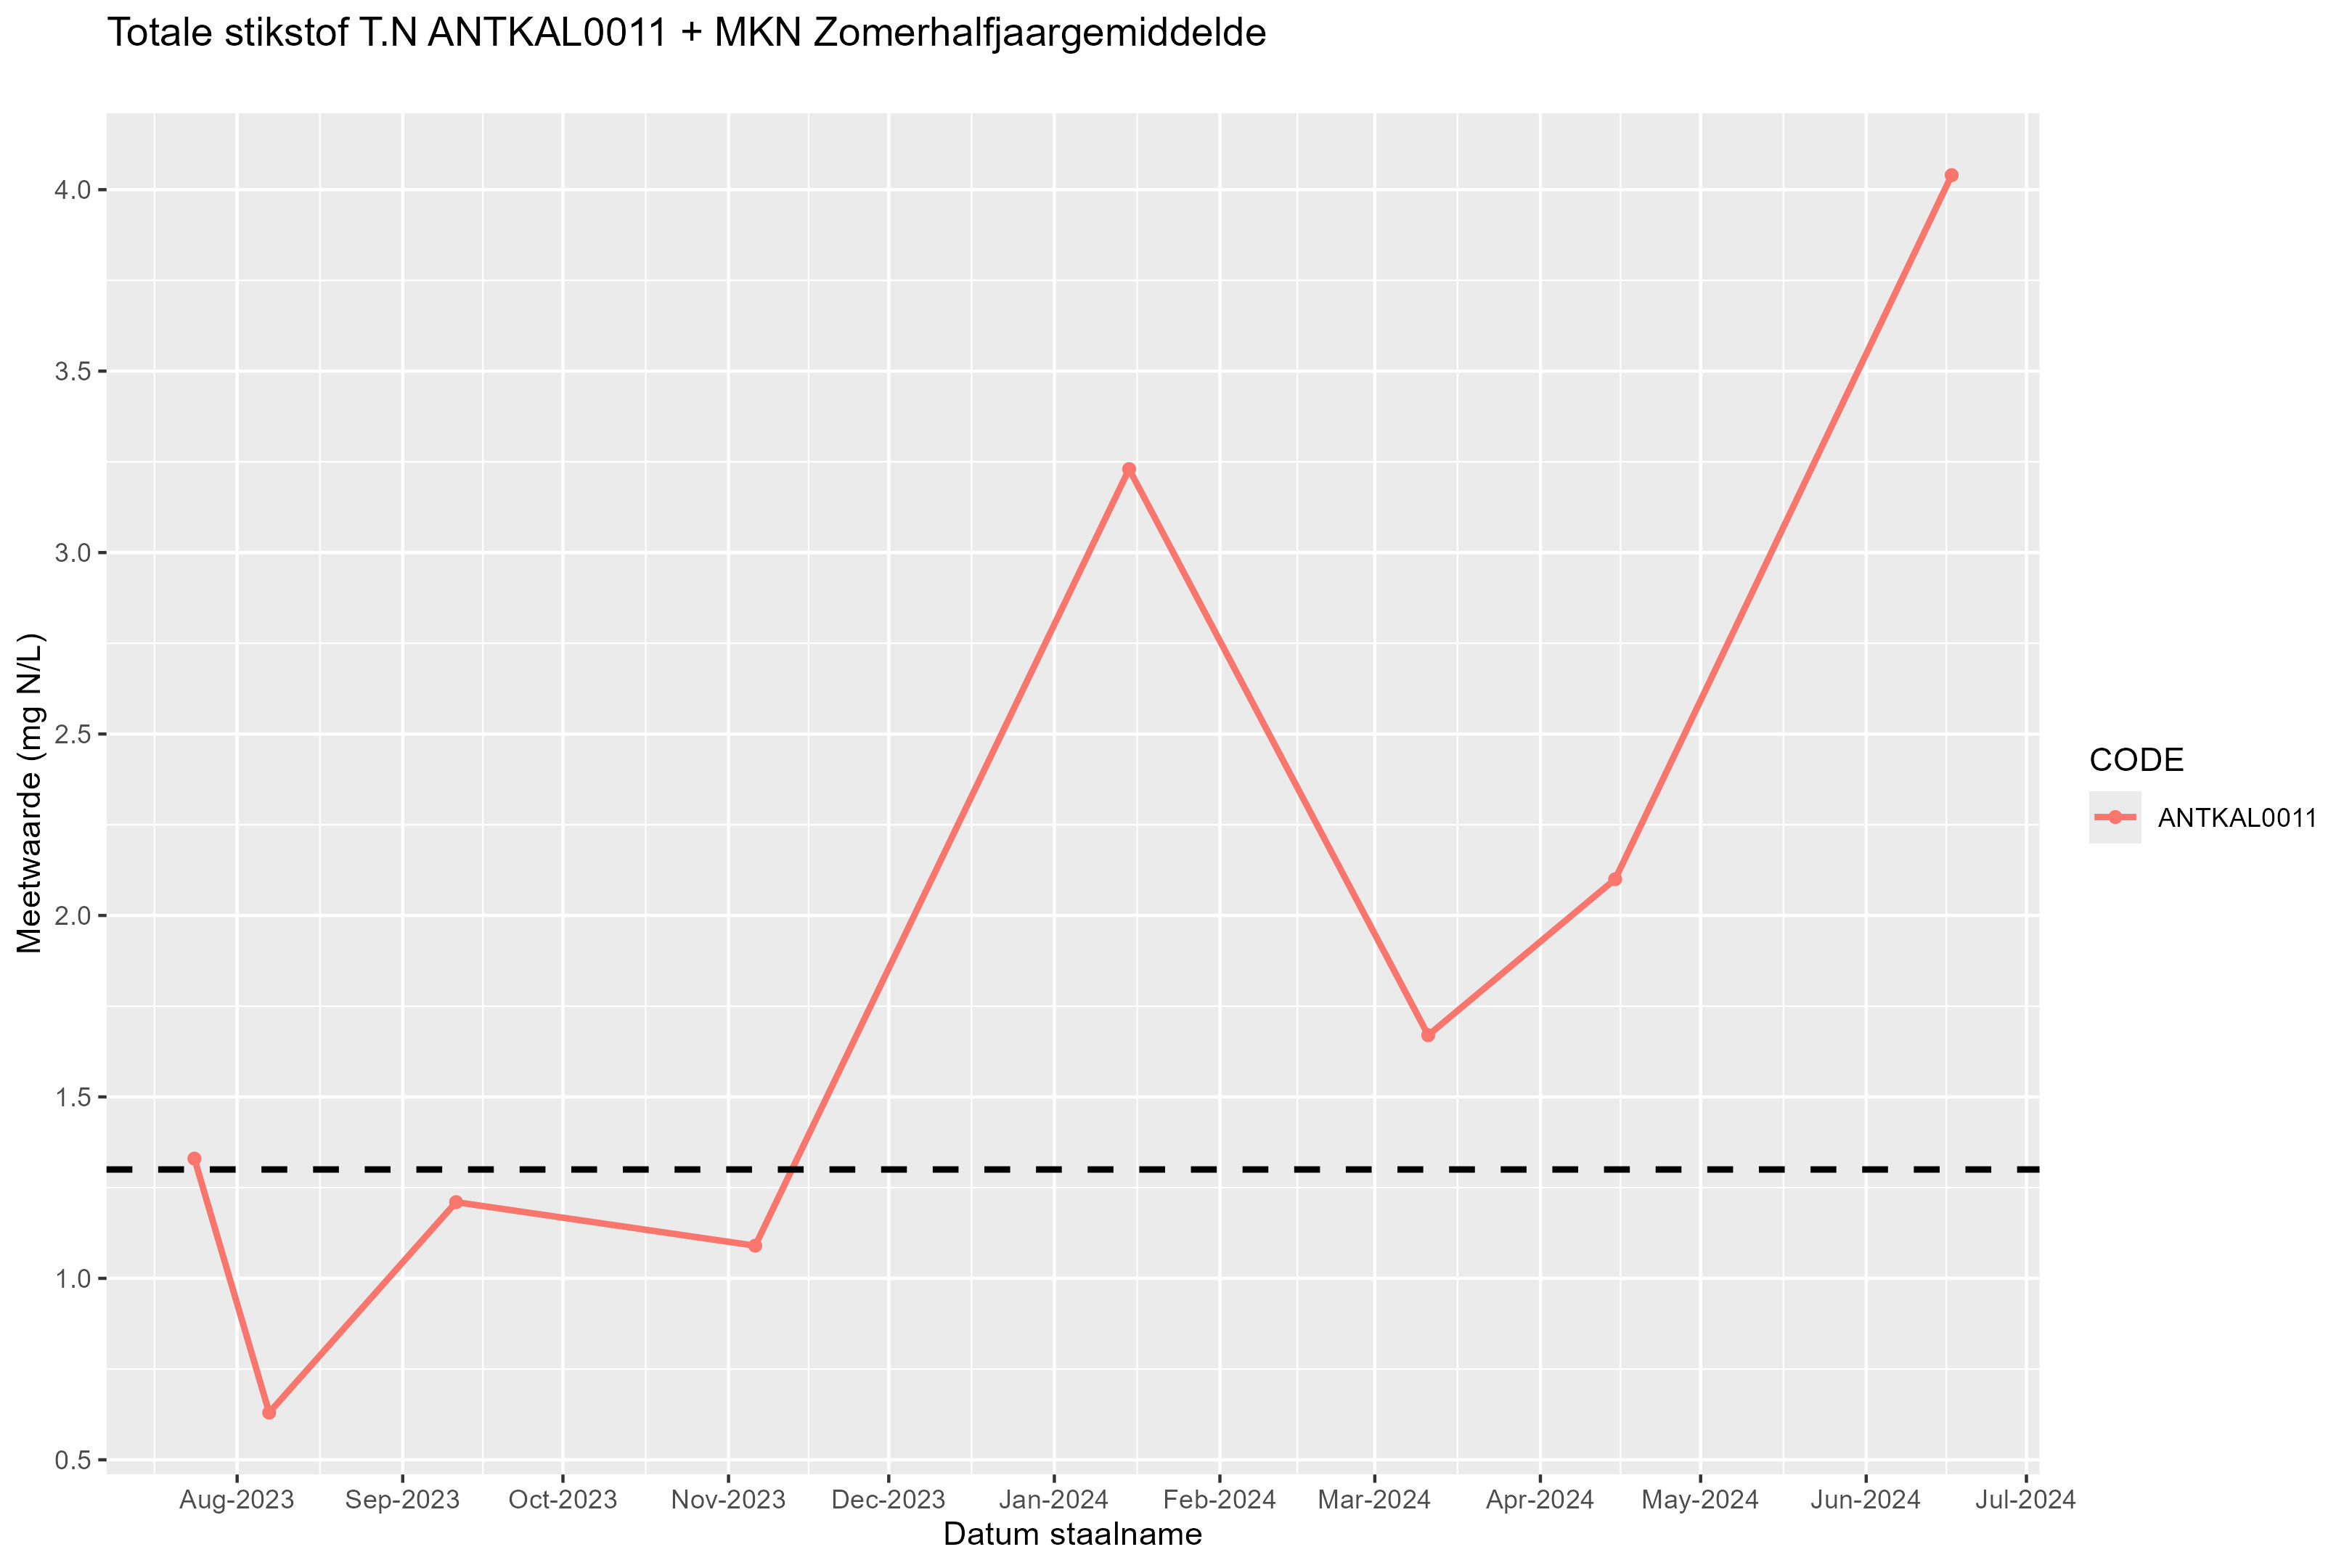 Totale stikstof T.N ANTKAL0011 + MKN Zomerhalfjaargemiddelde
4.0
3.5
3.0
2.5
2.0
1.5
1.0
0.5
Meetwaarde (mg N/L)
Aug-2023 Sep-2023 Oct-2023 Nov-2023 Dec-2023 Jan-2024 Feb-2024 Mar-2024 Apr-2024 May-2024 Jun-2024 Jul-2024
Datum staalname
CODE
ANTKAL0011